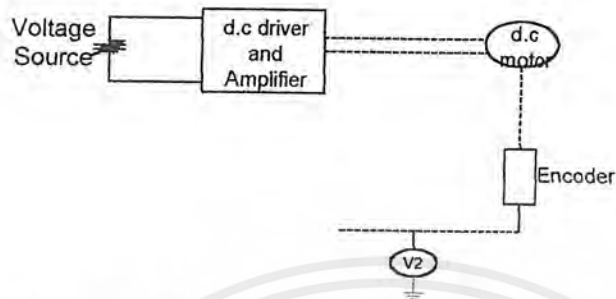 Voltage
Source
d.c driver
and
Amplifier
d.c
motor
Encoder
V2